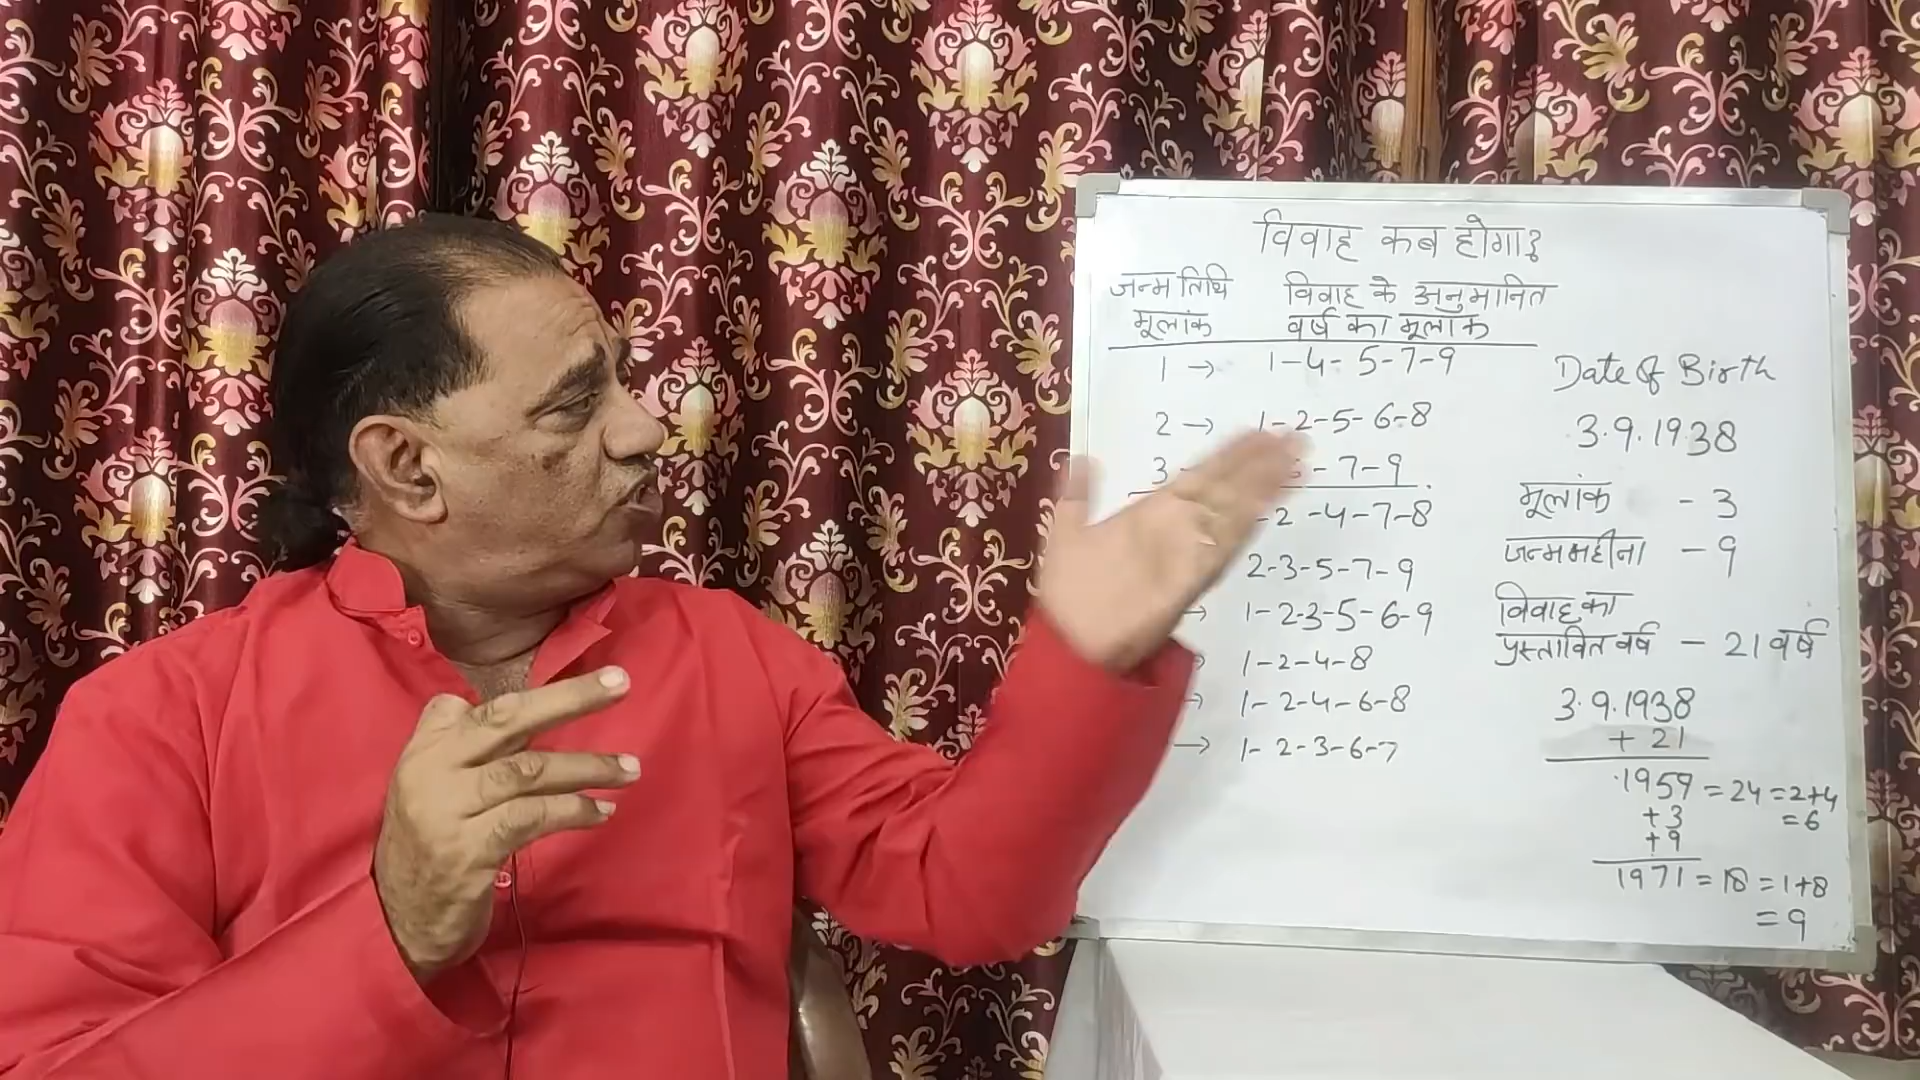 विवाह कब होगा?
जन्म तिथि
मूलांक
विवाह के अनुमानित
वर्ष का मूलांक
1 → 1-4-5-7-9
2 → 1-2-5-6-8
3 - 7-9
-2-4-7-8
2-3-5-7-9
→ 1-2-3-5-6-9
→ 1-2-4-8
→ 1-2-4-6-8
→ 1-2-3-6-7
Date of Birth
3.9.1938
मूलांक - 3
जन्म महीना - 9
विवाह का
प्रस्तावित वर्ष - 21 वर्ष
3.9.1938
+ 21
1959 = 24 = 2+4
+3 = 6
+9
1971 = 18 = 1+8
= 9